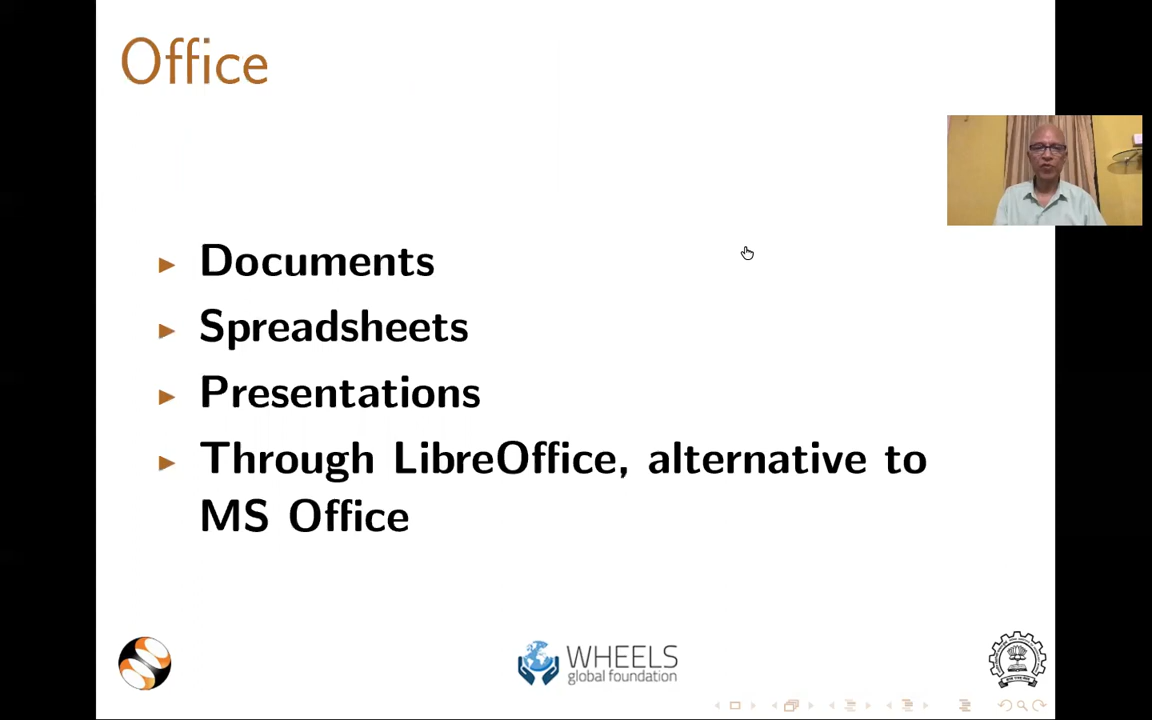 Office
Documents
Spreadsheets
Presentations
Through LibreOffice, alternative to
MS Office
WHEELS
global foundation